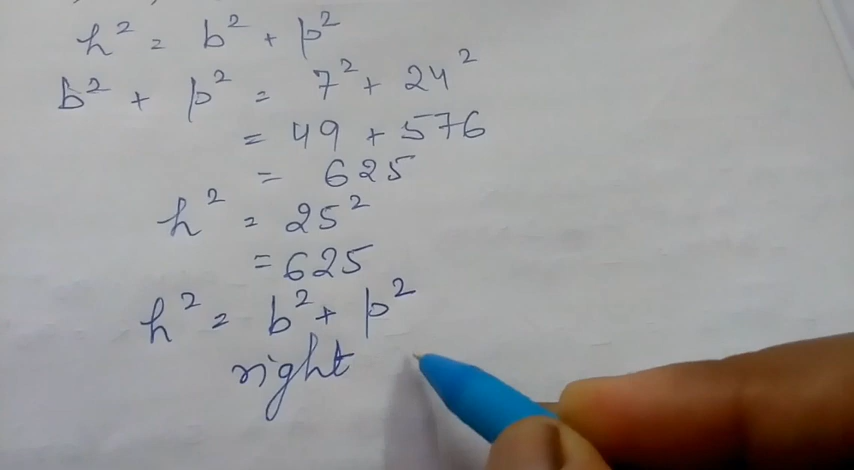 h² = b² + p²
b² + p² = 7² + 24²
= 49 + 576
= 625
h² = 25²
= 625
h² = b² + p²
right